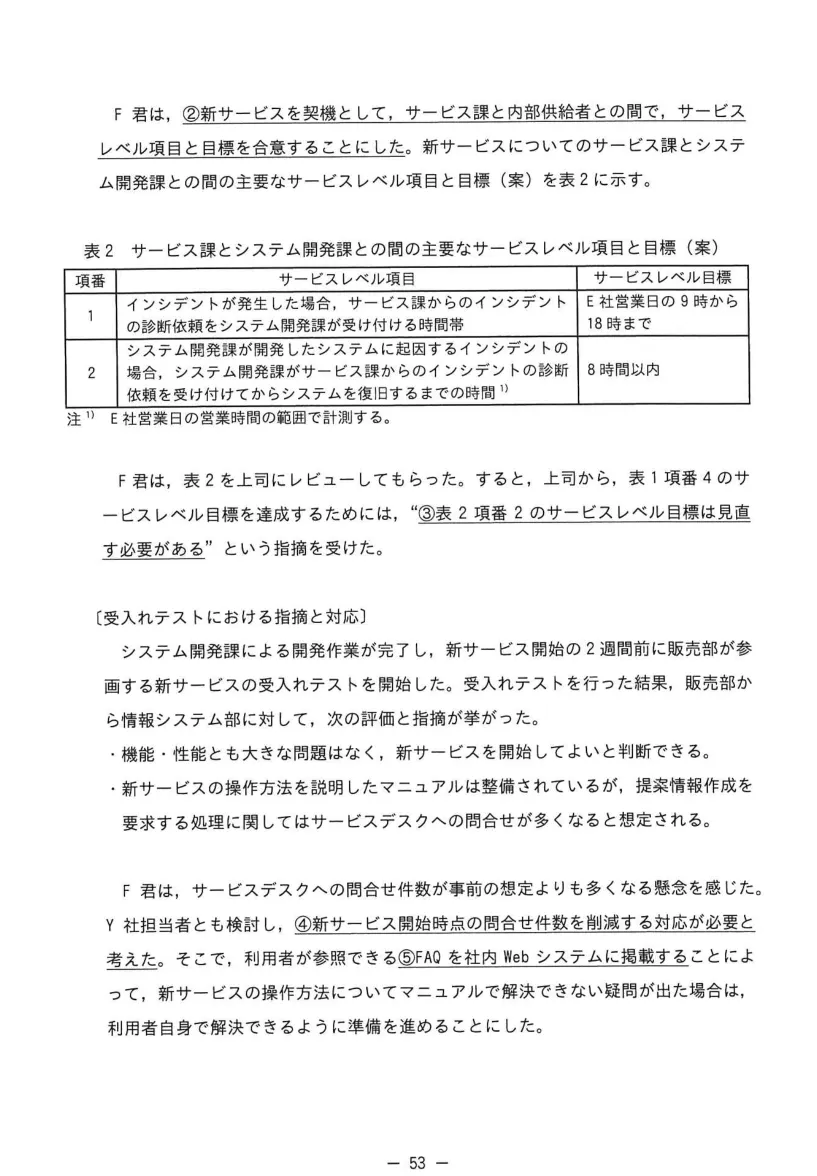 F 君は，②新サービスを契機として，サービス課と内部供給者との間で，サービス
レベル項目と目標を合意することにした。新サービスについてのサービス課とシステ
ム開発課との間の主要なサービスレベル項目と目標（案）を表 2 に示す。
表 2　サービス課とシステム開発課との間の主要なサービスレベル項目と目標（案）
項番　サービスレベル項目　サービスレベル目標
1　インシデントが発生した場合，サービス課からのインシデント　E 社営業日の 9 時から
の診断依頼をシステム開発課が受け付ける時間帯　18 時まで
システム開発課が開発したシステムに起因するインシデントの
2　場合，システム開発課がサービス課からのインシデントの診断　8 時間以内
依頼を受け付けてからシステムを復旧するまでの時間 1)
注 1)　E 社営業日の営業時間の範囲で計測する。
F 君は，表 2 を上司にレビューしてもらった。すると，上司から，表 1 項番 4 のサ
ービスレベル目標を達成するためには，“③表 2 項番 2 のサービスレベル目標は見直
す必要がある”という指摘を受けた。
〔受入れテストにおける指摘と対応〕
システム開発課による開発作業が完了し，新サービス開始の 2 週間前に販売部が参
画する新サービスの受入れテストを開始した。受入れテストを行った結果，販売部か
ら情報システム部に対して，次の評価と指摘が挙がった。
・機能・性能とも大きな問題はなく，新サービスを開始してよいと判断できる。
・新サービスの操作方法を説明したマニュアルは整備されているが，提案情報作成を
要求する処理に関してはサービスデスクへの問合せが多くなると想定される。
F 君は，サービスデスクへの問合せ件数が事前の想定よりも多くなる懸念を感じた。
Y 社担当者とも検討し，④新サービス開始時点の問合せ件数を削減する対応が必要と
考えた。そこで，利用者が参照できる⑤FAQ を社内 Web システムに掲載することによ
って，新サービスの操作方法についてマニュアルで解決できない疑問が出た場合は，
利用者自身で解決できるように準備を進めることにした。
－ 53 －